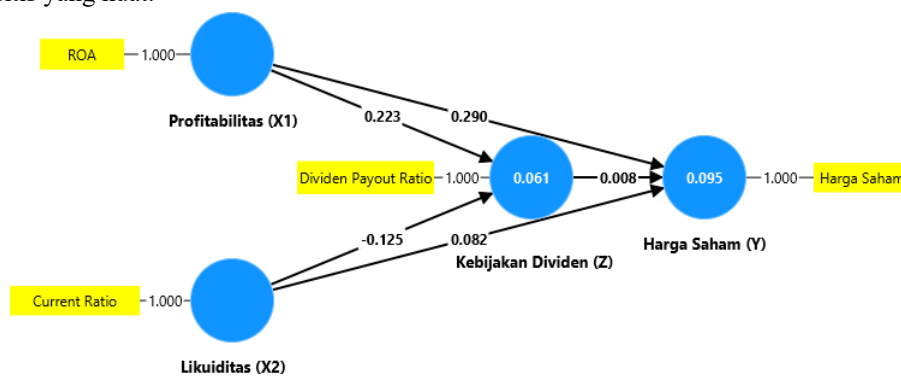 ROA
1.000
Profitabilitas (X1)
0.223
0.290
Dividen Payout Ratio
1.000
0.061
0.008
0.095
1.000
Harga Saham
-0.125
0.082
Harga Saham (Y)
Kebijakan Dividen (Z)
Current Ratio
1.000
Likuiditas (X2)